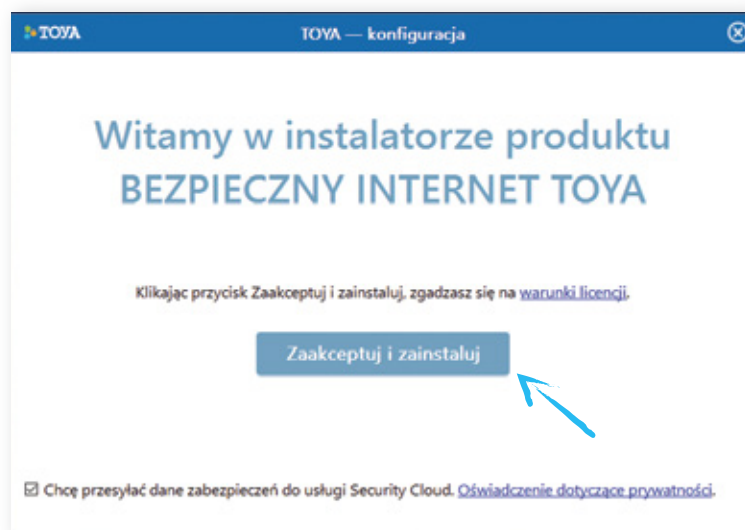 TOYA
TOYA — konfiguracja
Witamy w instalatorze produktu
BEZPIECZNY INTERNET TOYA
Klikając przycisk Zaakceptuj i zainstaluj, zgadzasz się na warunki licencji.
Zaakceptuj i zainstaluj
Chcę przesyłać dane zabezpieczeń do usługi Security Cloud. Oświadczenie dotyczące prywatności.